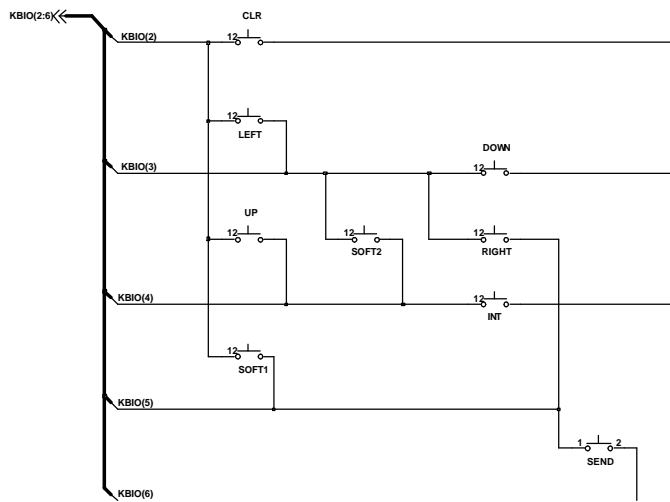 KBIO(2:6)
CLR
KBIO(2)
12
12
LEFT
DOWN
KBIO(3)
12
UP
12
12
12
SOFT2
RIGHT
KBIO(4)
12
INT
12
SOFT1
KBIO(5)
1 2
SEND
KBIO(6)